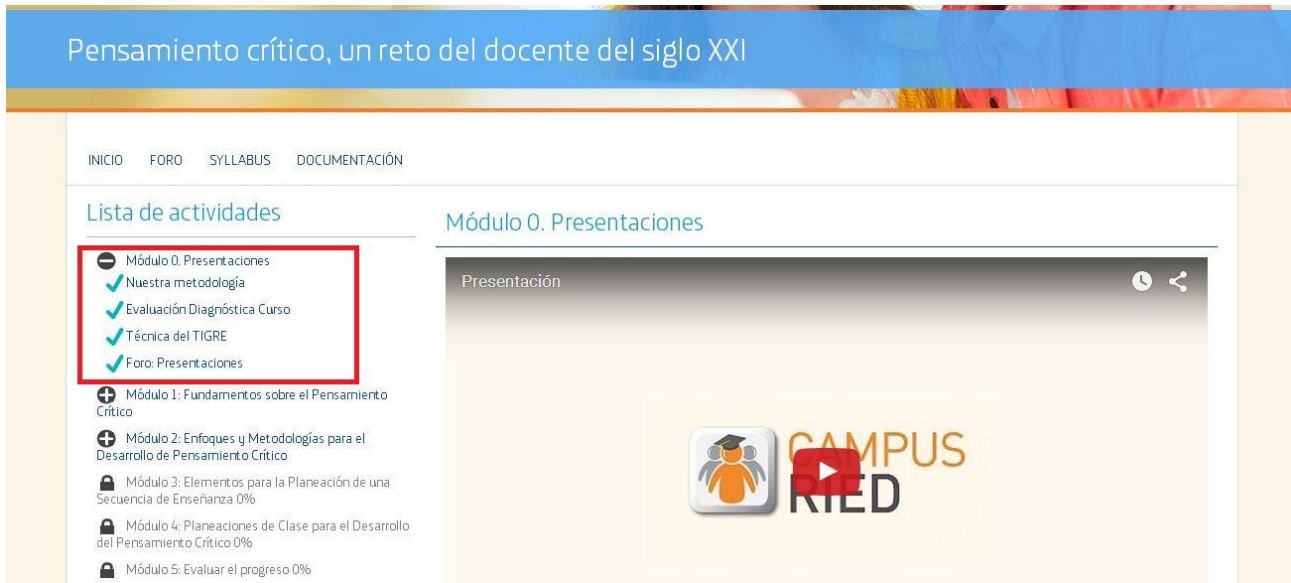 Pensamiento crítico, un reto del docente del siglo XXI
INICIO FORO SYLLABUS DOCUMENTACIÓN
Lista de actividades
Módulo 0. Presentaciones
Nuestra metodología
Evaluación Diagnóstica Curso
Técnica del TIGRE
Foro: Presentaciones
Módulo 1: Fundamentos sobre el Pensamiento
Crítico
Módulo 2: Enfoques y Metodologías para el
Desarrollo de Pensamiento Crítico
Módulo 3: Elementos para la Planeación de una
Secuencia de Enseñanza 0%
Módulo 4: Planeaciones de Clase para el Desarrollo
del Pensamiento Crítico 0%
Módulo 5: Evaluar el progreso 0%
Módulo 0. Presentaciones
Presentación
CAMPUS
RIED